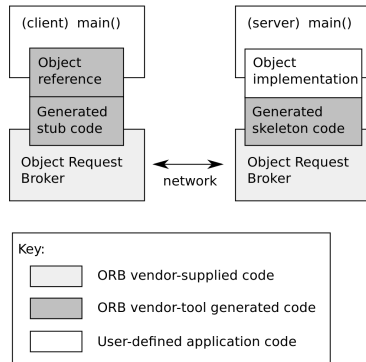 (client) main()
Object
reference
Generated
stub code
Object Request
Broker
network
(server) main()
Object
implementation
Generated
skeleton code
Object Request
Broker
Key:
ORB vendor-supplied code
ORB vendor-tool generated code
User-defined application code